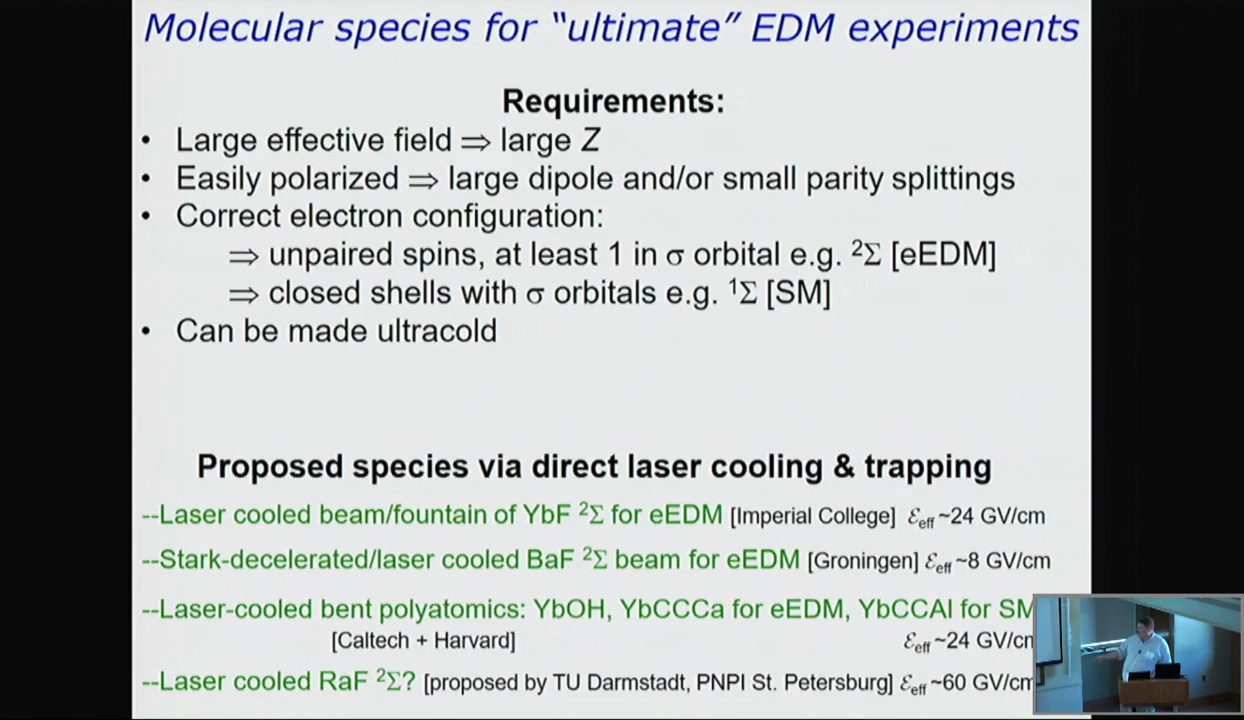 Molecular species for “ultimate” EDM experiments
Requirements:
• Large effective field ⇒ large Z
• Easily polarized ⇒ large dipole and/or small parity splittings
• Correct electron configuration:
⇒ unpaired spins, at least 1 in σ orbital e.g. ²Σ [eEDM]
⇒ closed shells with σ orbitals e.g. ¹Σ [SM]
• Can be made ultracold
Proposed species via direct laser cooling & trapping
--Laser cooled beam/fountain of YbF ²Σ for eEDM [Imperial College] ℰeff ~24 GV/cm
--Stark-decelerated/laser cooled BaF ²Σ beam for eEDM [Groningen] ℰeff ~8 GV/cm
--Laser-cooled bent polyatomics: YbOH, YbCCCa for eEDM, YbCCAl for SM
[Caltech + Harvard] ℰeff ~24 GV/cm
--Laser cooled RaF ²Σ? [proposed by TU Darmstadt, PNPI St. Petersburg] ℰeff ~60 GV/cm